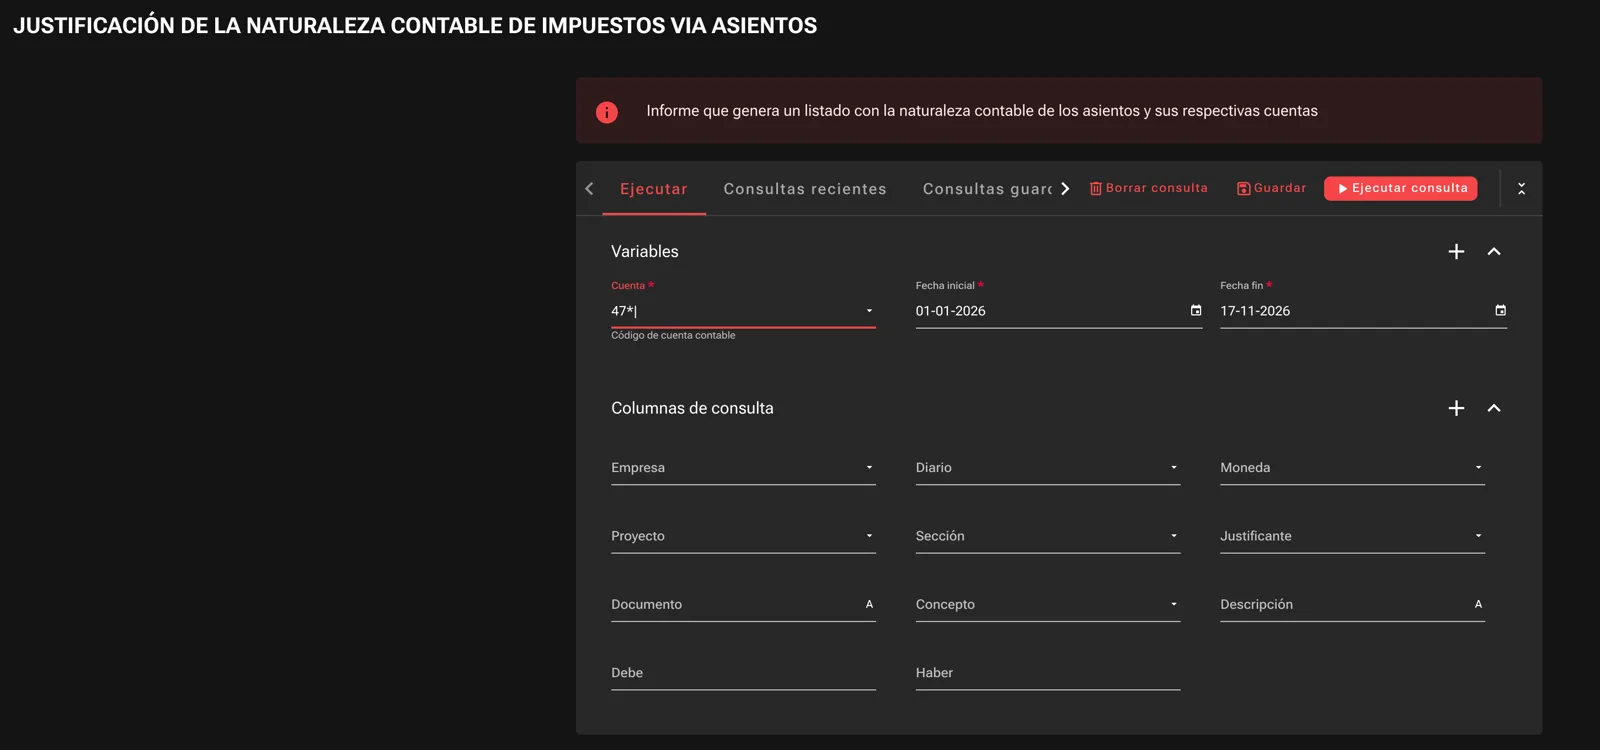 JUSTIFICACIÓN DE LA NATURALEZA CONTABLE DE IMPUESTOS VIA ASIENTOS
Informe que genera un listado con la naturaleza contable de los asientos y sus respectivas cuentas
Ejecutar Consultas recientes Consultas guarc Borrar consulta Guardar Ejecutar consulta
Variables
Cuenta * Fecha inicial * Fecha fin *
47* 01-01-2026 17-11-2026
Código de cuenta contable
Columnas de consulta
Empresa Diario Moneda
Proyecto Sección Justificante
Documento A Concepto Descripción A
Debe Haber